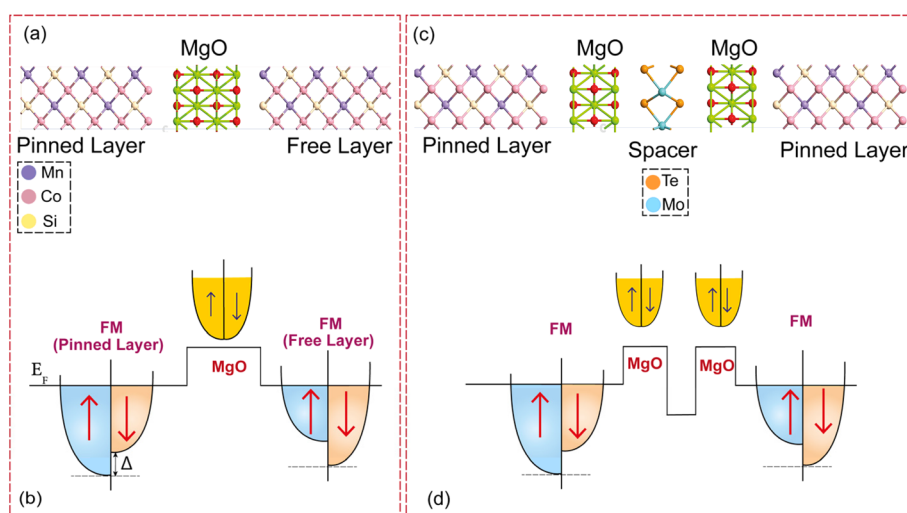 (a)
MgO
Pinned Layer
Free Layer
Mn
Co
Si
FM
(Pinned Layer)
FM
(Free Layer)
MgO
E_F
Δ
(b)
(c)
MgO
MgO
Pinned Layer
Spacer
Pinned Layer
Te
Mo
FM
FM
MgO
MgO
(d)